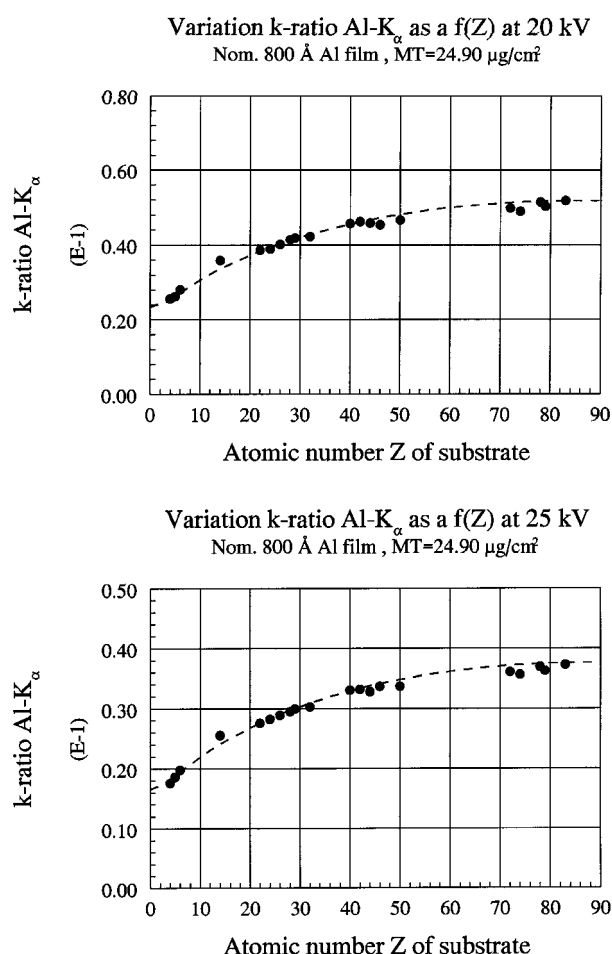 Variation k-ratio Al-Kα as a f(Z) at 20 kV
Nom. 800 Å Al film , MT=24.90 µg/cm²
0.80
0.60
0.40
0.20
0.00
k-ratio Al-Kα
(E-1)
0 10 20 30 40 50 60 70 80 90
Atomic number Z of substrate
Variation k-ratio Al-Kα as a f(Z) at 25 kV
Nom. 800 Å Al film , MT=24.90 µg/cm²
0.50
0.40
0.30
0.20
0.10
0.00
k-ratio Al-Kα
(E-1)
0 10 20 30 40 50 60 70 80 90
Atomic number Z of substrate